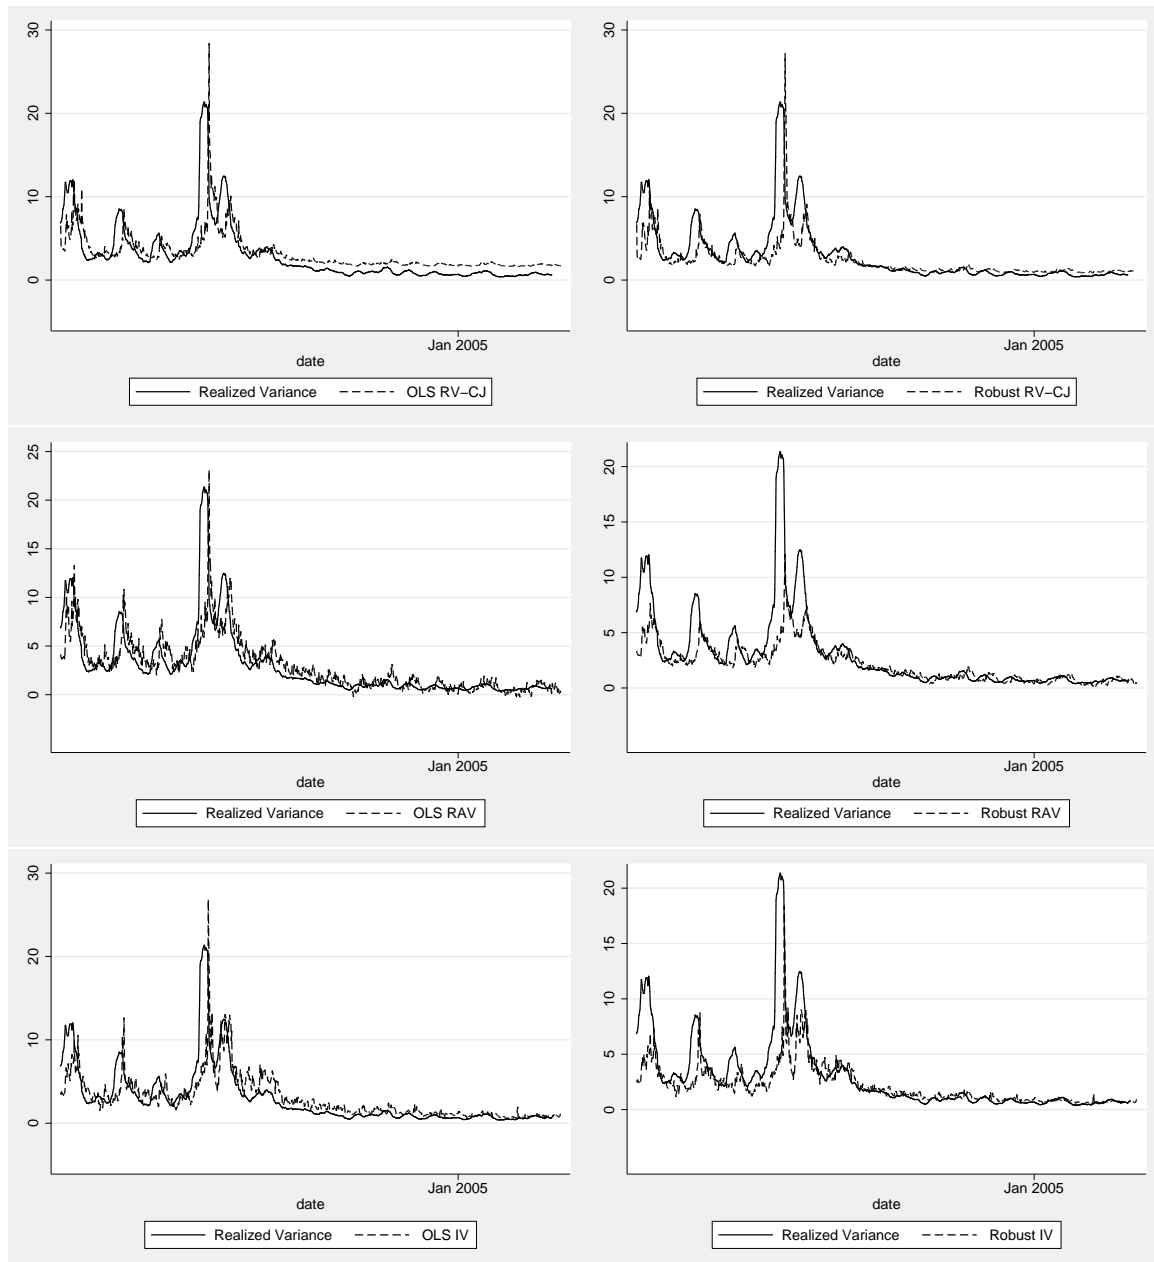 30
20
10
0
Jan 2005
date
Realized Variance OLS RV−CJ
30
20
10
0
Jan 2005
date
Realized Variance Robust RV−CJ
25
20
15
10
5
0
Jan 2005
date
Realized Variance OLS RAV
20
15
10
5
0
Jan 2005
date
Realized Variance Robust RAV
30
20
10
0
Jan 2005
date
Realized Variance OLS IV
20
15
10
5
0
Jan 2005
date
Realized Variance Robust IV